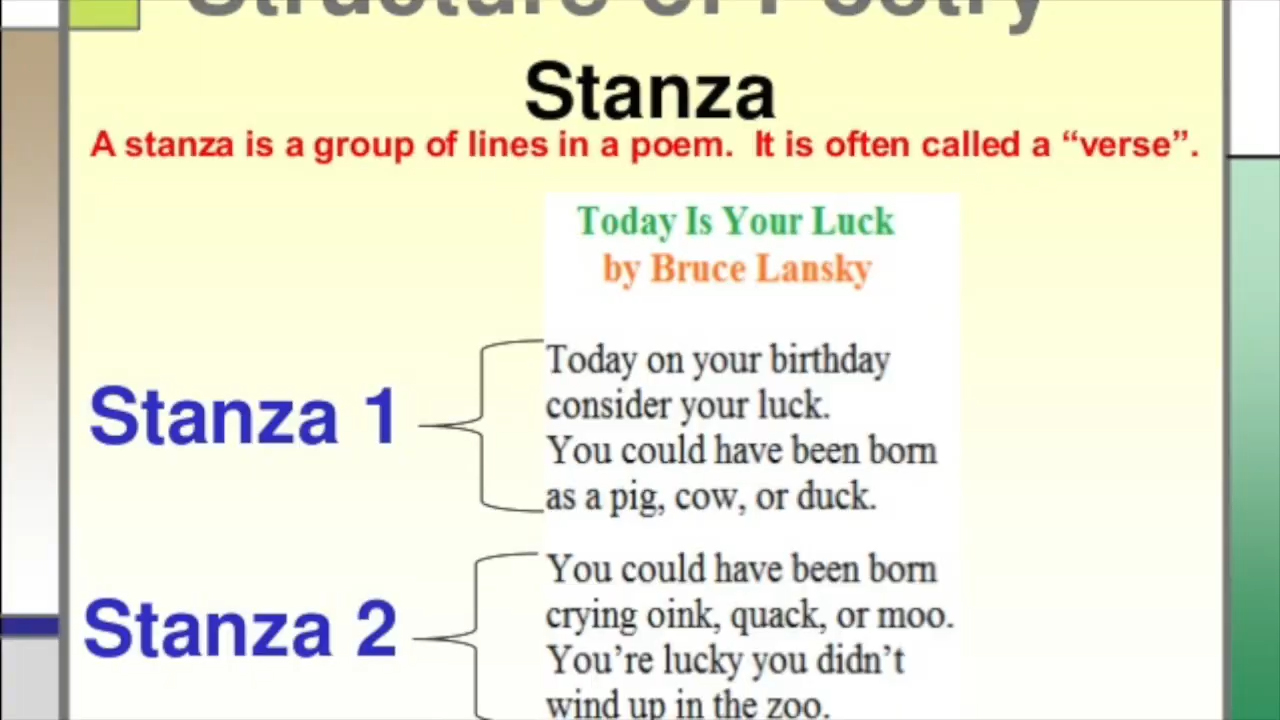 Structure of Poetry
Stanza
A stanza is a group of lines in a poem.  It is often called a “verse”.
Today Is Your Luck
by Bruce Lansky
Stanza 1
Today on your birthday
consider your luck.
You could have been born
as a pig, cow, or duck.
Stanza 2
You could have been born
crying oink, quack, or moo.
You’re lucky you didn’t
wind up in the zoo.